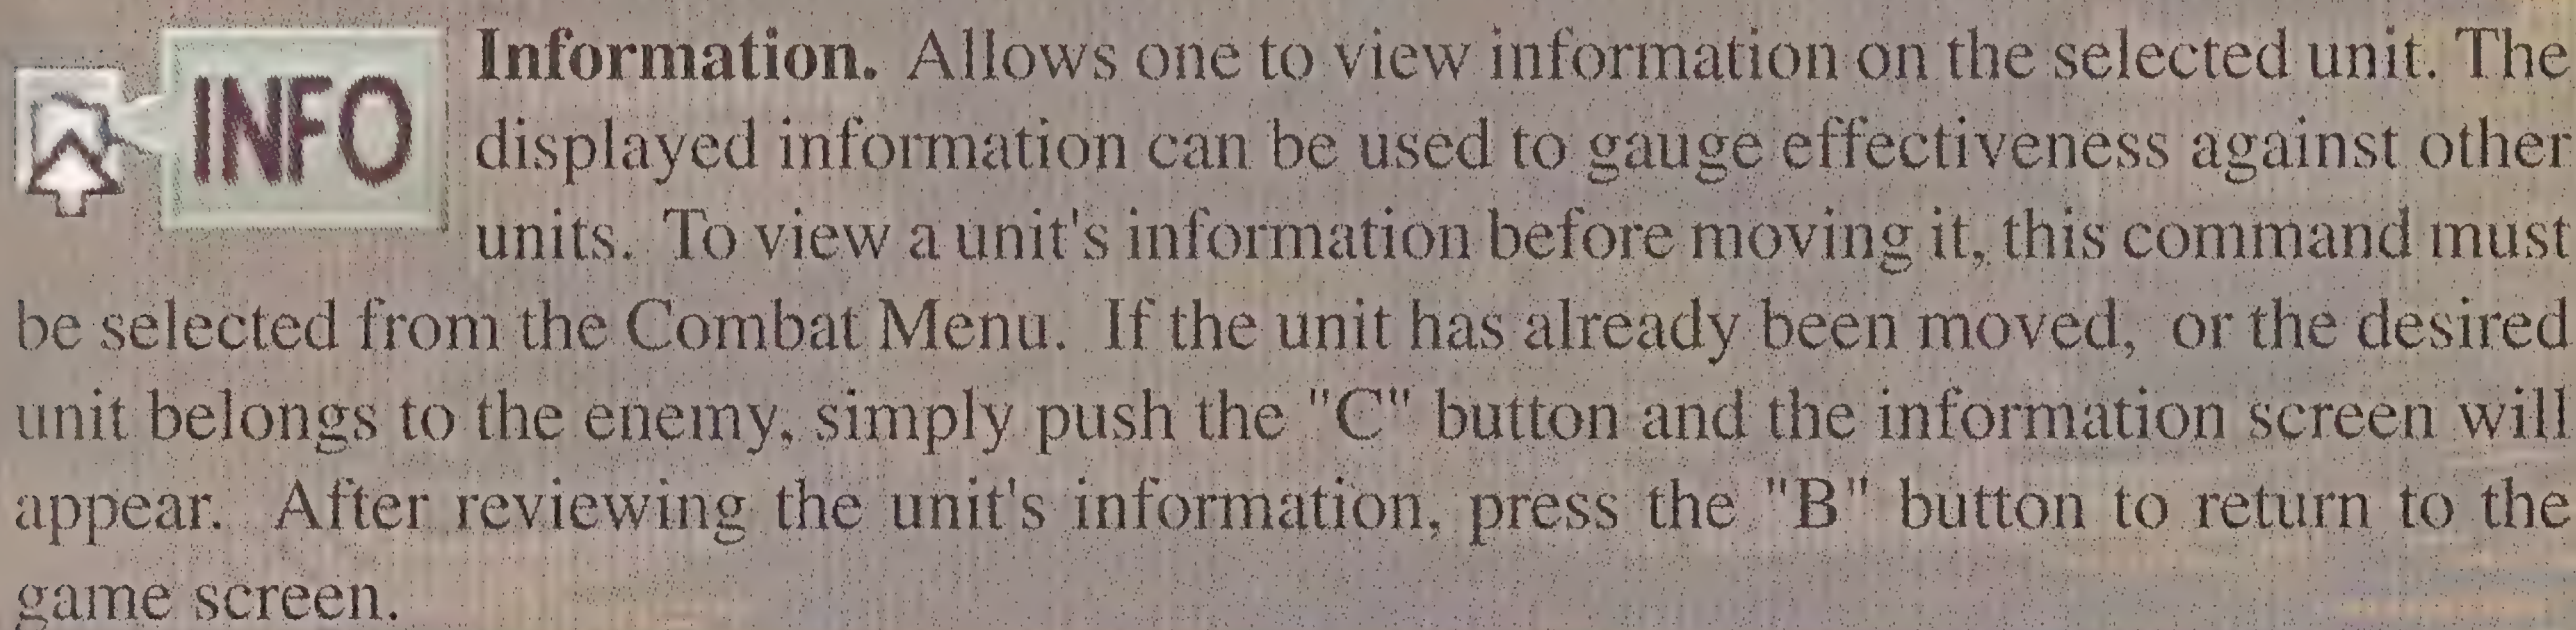 INFO
Information. Allows one to view information on the selected unit. The
displayed information can be used to gauge effectiveness against other
units. To view a unit's information before moving it, this command must
be selected from the Combat Menu. If the unit has already been moved, or the desired
unit belongs to the enemy, simply push the "C" button and the information screen will
appear. After reviewing the unit's information, press the "B" button to return to the
game screen.